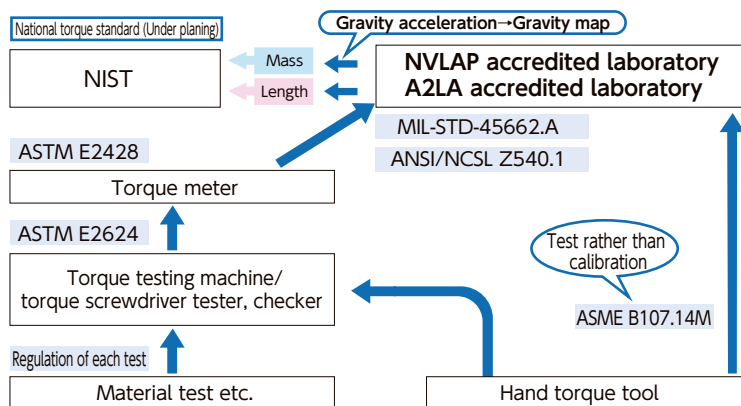 National torque standard (Under planing)
Gravity acceleration→Gravity map
NIST
Mass
Length
NVLAP accredited laboratory
A2LA accredited laboratory
MIL-STD-45662.A
ANSI/NCSL Z540.1
ASTM E2428
Torque meter
ASTM E2624
Torque testing machine/
torque screwdriver tester, checker
Test rather than
calibration
ASME B107.14M
Regulation of each test
Material test etc.
Hand torque tool